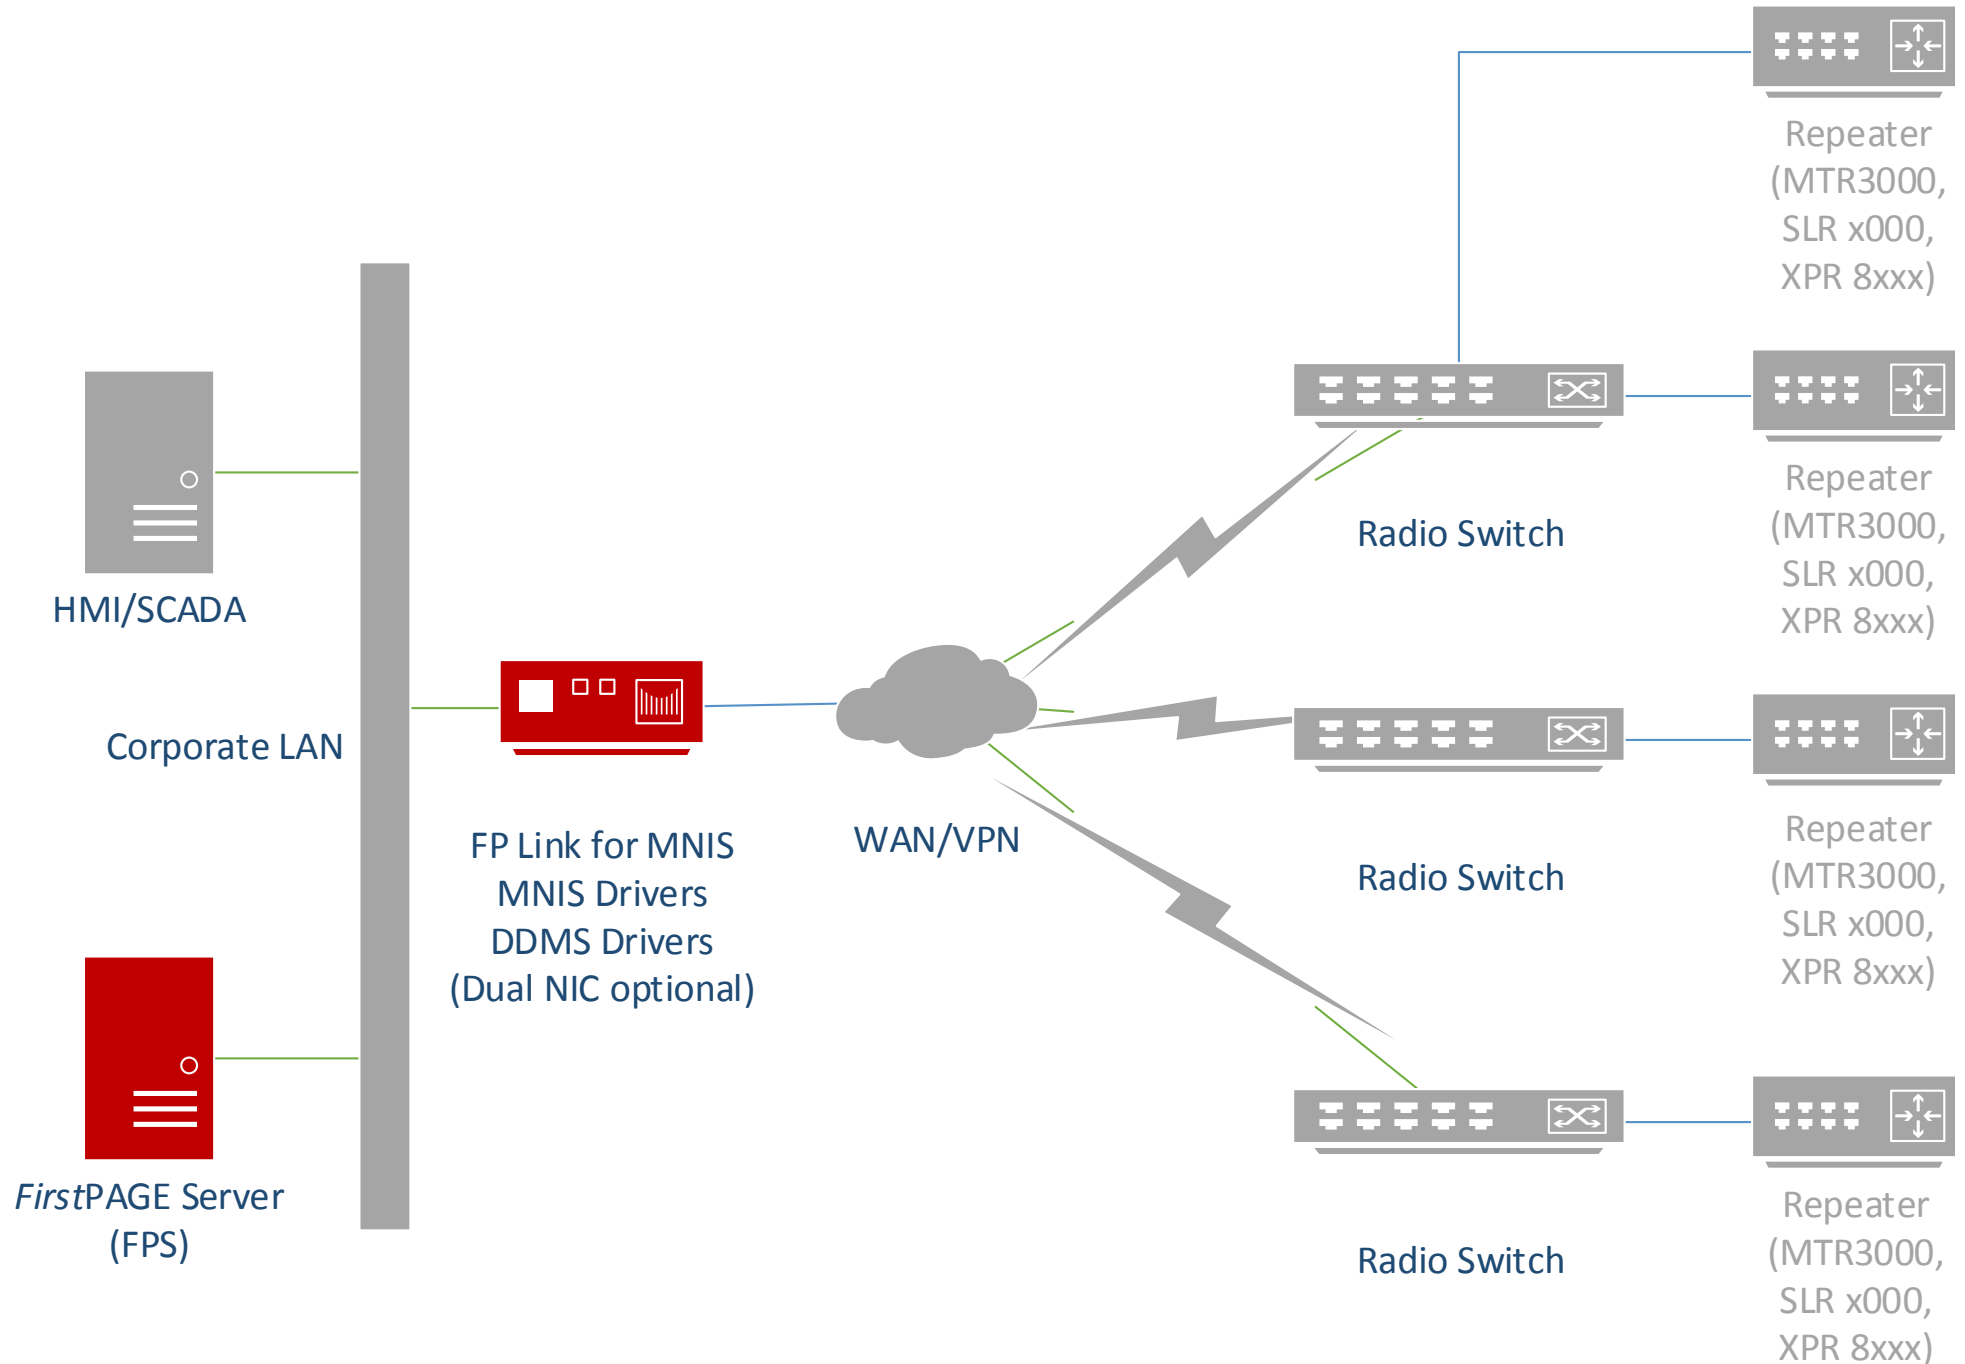 Repeater
(MTR3000,
SLR x000,
XPR 8xxx)
Repeater
(MTR3000,
SLR x000,
XPR 8xxx)
Radio Switch
HMI/SCADA
Corporate LAN
FP Link for MNIS
MNIS Drivers
DDMS Drivers
(Dual NIC optional)
WAN/VPN
Radio Switch
Repeater
(MTR3000,
SLR x000,
XPR 8xxx)
FirstPAGE Server
(FPS)
Radio Switch
Repeater
(MTR3000,
SLR x000,
XPR 8xxx)